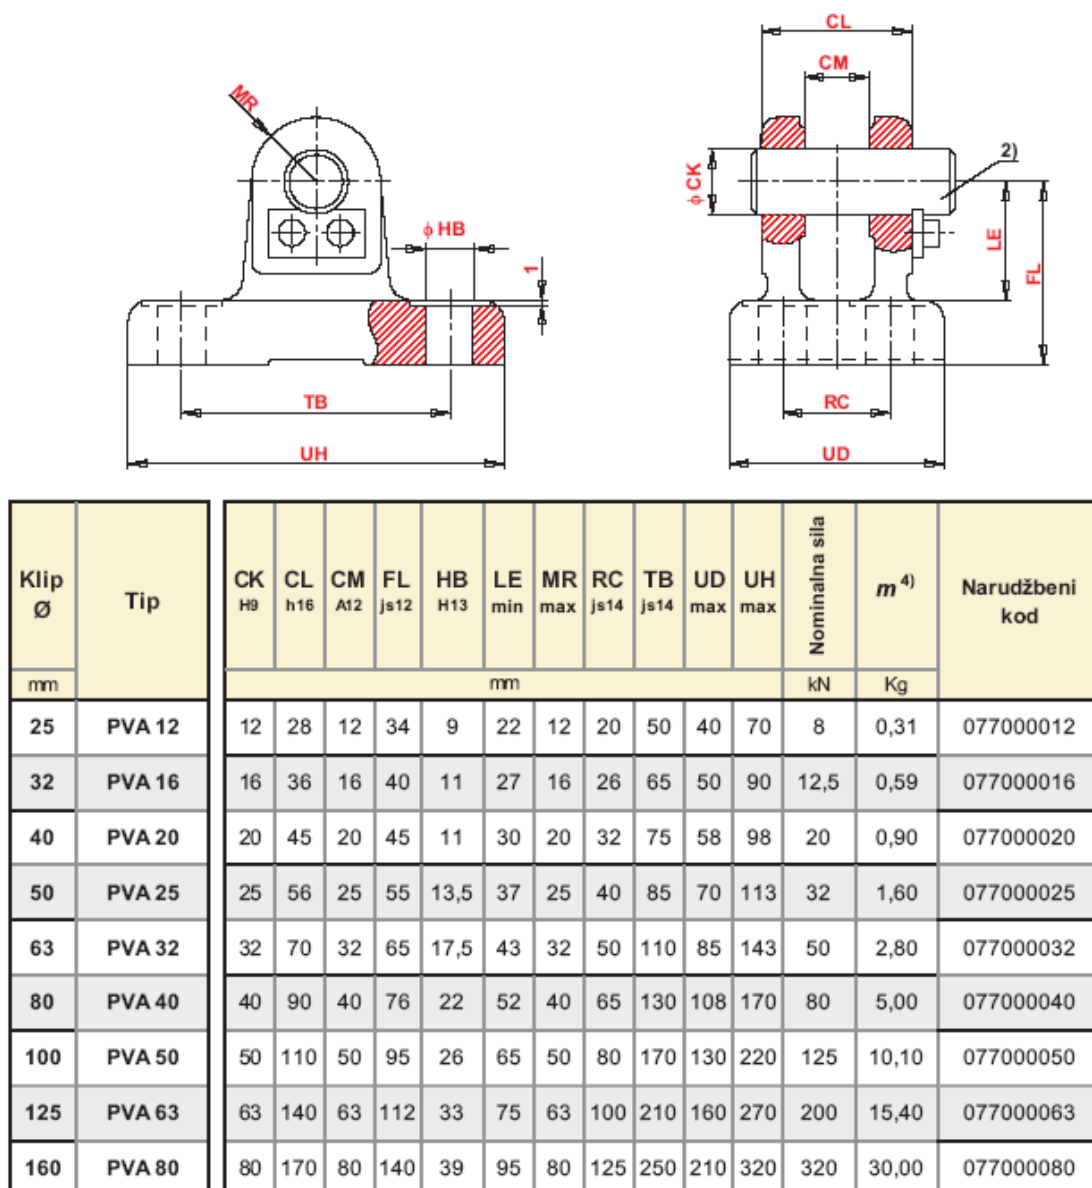 CL
CM
MR
2)
ϕ CK
ϕ HB
LE
FL
1
TB
RC
UH
UD
Klip Ø Tip CK H9 CL h16 CM A12 FL js12 HB H13 LE min MR max RC js14 TB js14 UD max UH max Nominalna sila m 4) Narudžbeni kod
mm mm kN Kg
25 PVA 12 12 28 12 34 9 22 12 20 50 40 70 8 0,31 077000012
32 PVA 16 16 36 16 40 11 27 16 26 65 50 90 12,5 0,59 077000016
40 PVA 20 20 45 20 45 11 30 20 32 75 58 98 20 0,90 077000020
50 PVA 25 25 56 25 55 13,5 37 25 40 85 70 113 32 1,60 077000025
63 PVA 32 32 70 32 65 17,5 43 32 50 110 85 143 50 2,80 077000032
80 PVA 40 40 90 40 76 22 52 40 65 130 108 170 80 5,00 077000040
100 PVA 50 50 110 50 95 26 65 50 80 170 130 220 125 10,10 077000050
125 PVA 63 63 140 63 112 33 75 63 100 210 160 270 200 15,40 077000063
160 PVA 80 80 170 80 140 39 95 80 125 250 210 320 320 30,00 077000080